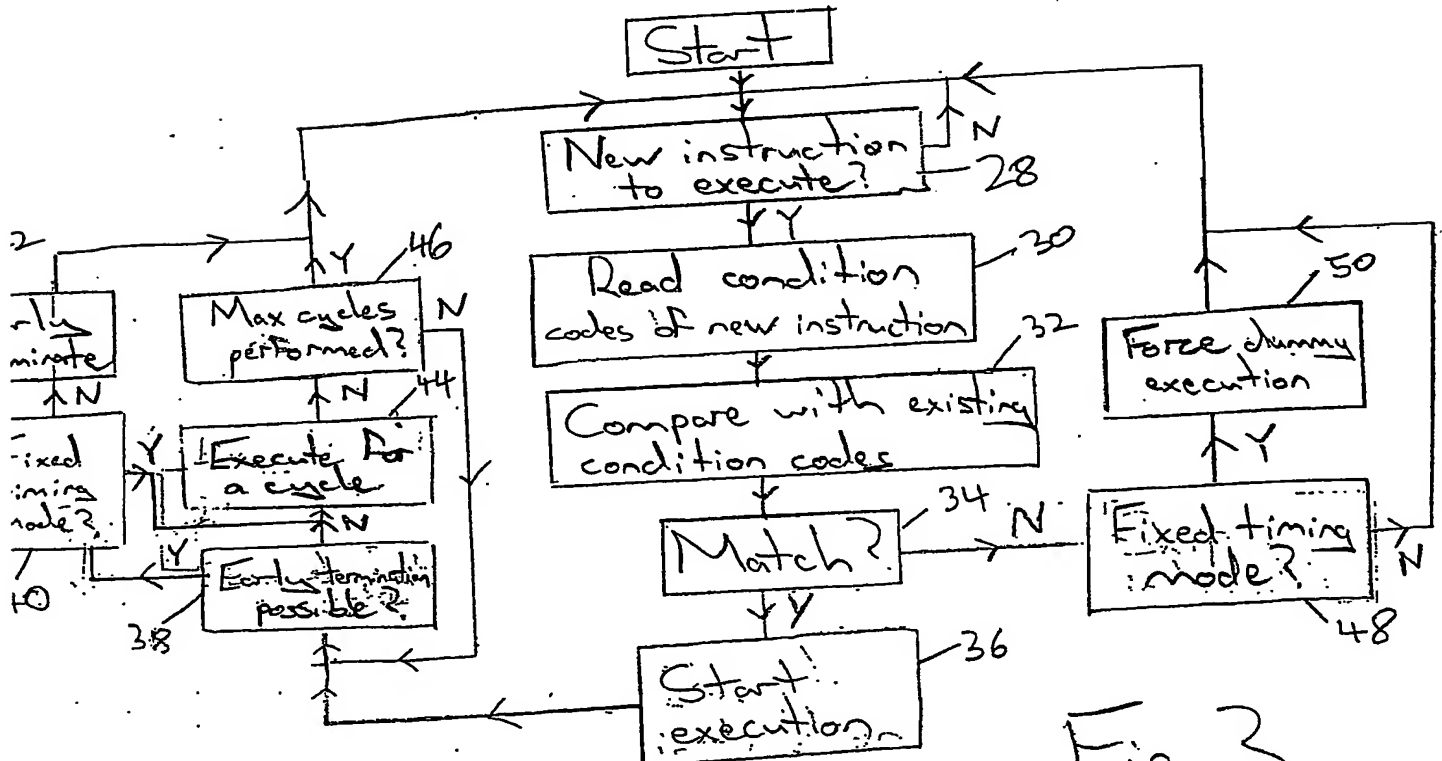 Start
New instruction
to execute?
N
28
Y
Read condition
codes of new instruction
30
Compare with existing
condition codes
32
Match?
34
N
Y
Start
execution
36
Fixed timing
mode?
48
N
Y
Force dummy
execution
50
Early termination
possible?
38
Y
N
Execute For
a cycle
44
N
Max cycles
performed?
46
N
Y
Y
N